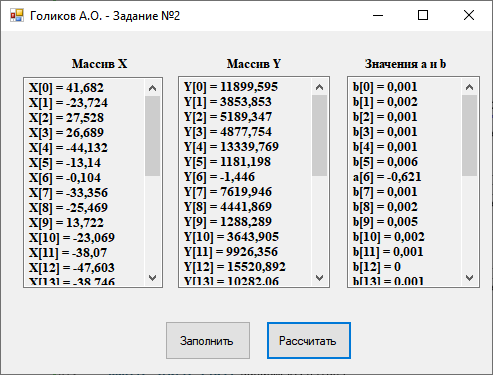 Голиков А.О. - Задание №2
Массив X
X[0] = 41,682
X[1] = -23,724
X[2] = 27,528
X[3] = 26,689
X[4] = -44,132
X[5] = -13,14
X[6] = -0,104
X[7] = -33,356
X[8] = -25,469
X[9] = 13,722
X[10] = -23,069
X[11] = -38,07
X[12] = -47,603
X[13] = -38,746
Массив Y
Y[0] = 11899,595
Y[1] = 3853,853
Y[2] = 5189,347
Y[3] = 4877,754
Y[4] = 13339,769
Y[5] = 1181,198
Y[6] = -1,446
Y[7] = 7619,946
Y[8] = 4441,869
Y[9] = 1288,289
Y[10] = 3643,905
Y[11] = 9926,356
Y[12] = 15520,892
Y[13] = 10282,06
Значения a и b
b[0] = 0,001
b[1] = 0,002
b[2] = 0,001
b[3] = 0,001
b[4] = 0,001
b[5] = 0,006
a[6] = -0,621
b[7] = 0,001
b[8] = 0,002
b[9] = 0,005
b[10] = 0,002
b[11] = 0,001
b[12] = 0
b[13] = 0,001
Заполнить
Рассчитать